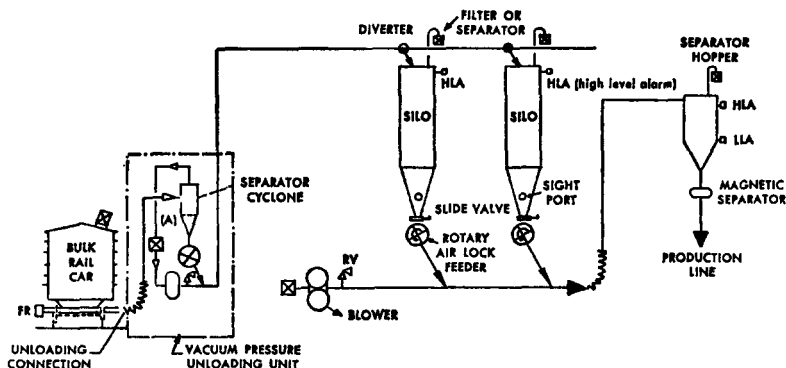 DIVERTER
FILTER OR
SEPARATOR
HLA
HLA (high level alarm)
SEPARATOR
HOPPER
HLA
LLA
SILO
SILO
SEPARATOR
CYCLONE
(A)
SIGHT
PORT
SLIDE VALVE
MAGNETIC
SEPARATOR
BULK
RAIL
CAR
ROTARY
AIR LOCK
FEEDER
RV
PRODUCTION
LINE
FR
BLOWER
UNLOADING
CONNECTION
VACUUM PRESSURE
UNLOADING UNIT